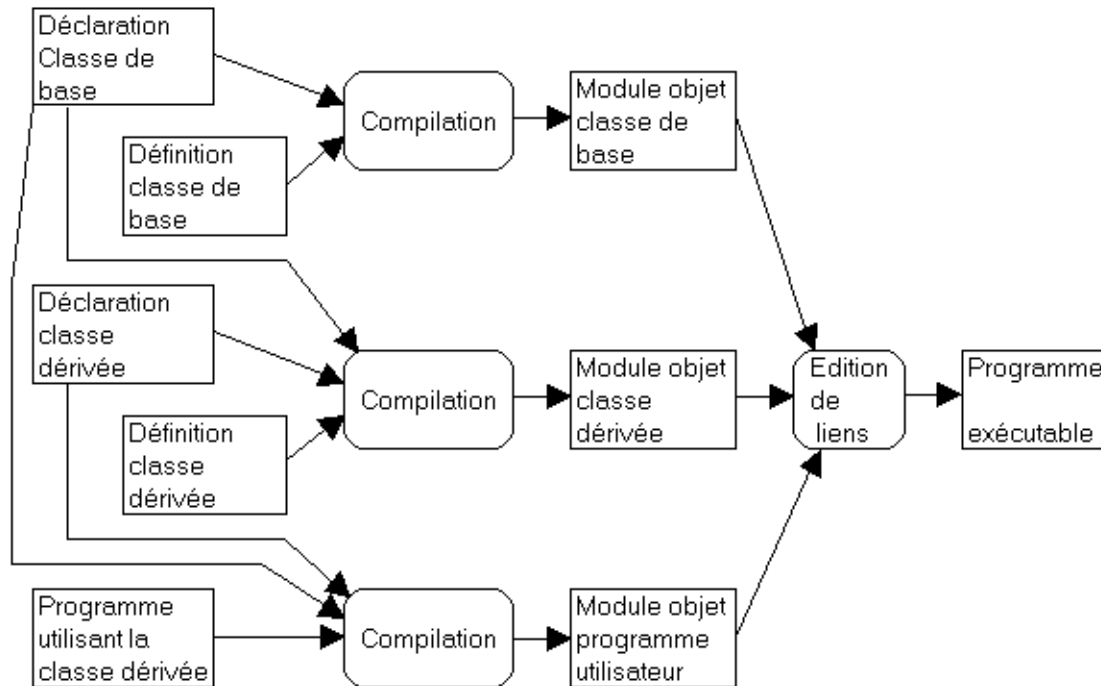 Déclaration
Classe de
base
Compilation
Module objet
classe de
base
Définition
classe de
base
Déclaration
classe
dérivée
Compilation
Module objet
classe
dérivée
Edition
de
liens
Programme
exécutable
Définition
classe
dérivée
Programme
utilisant la
classe dérivée
Compilation
Module objet
programme
utilisateur